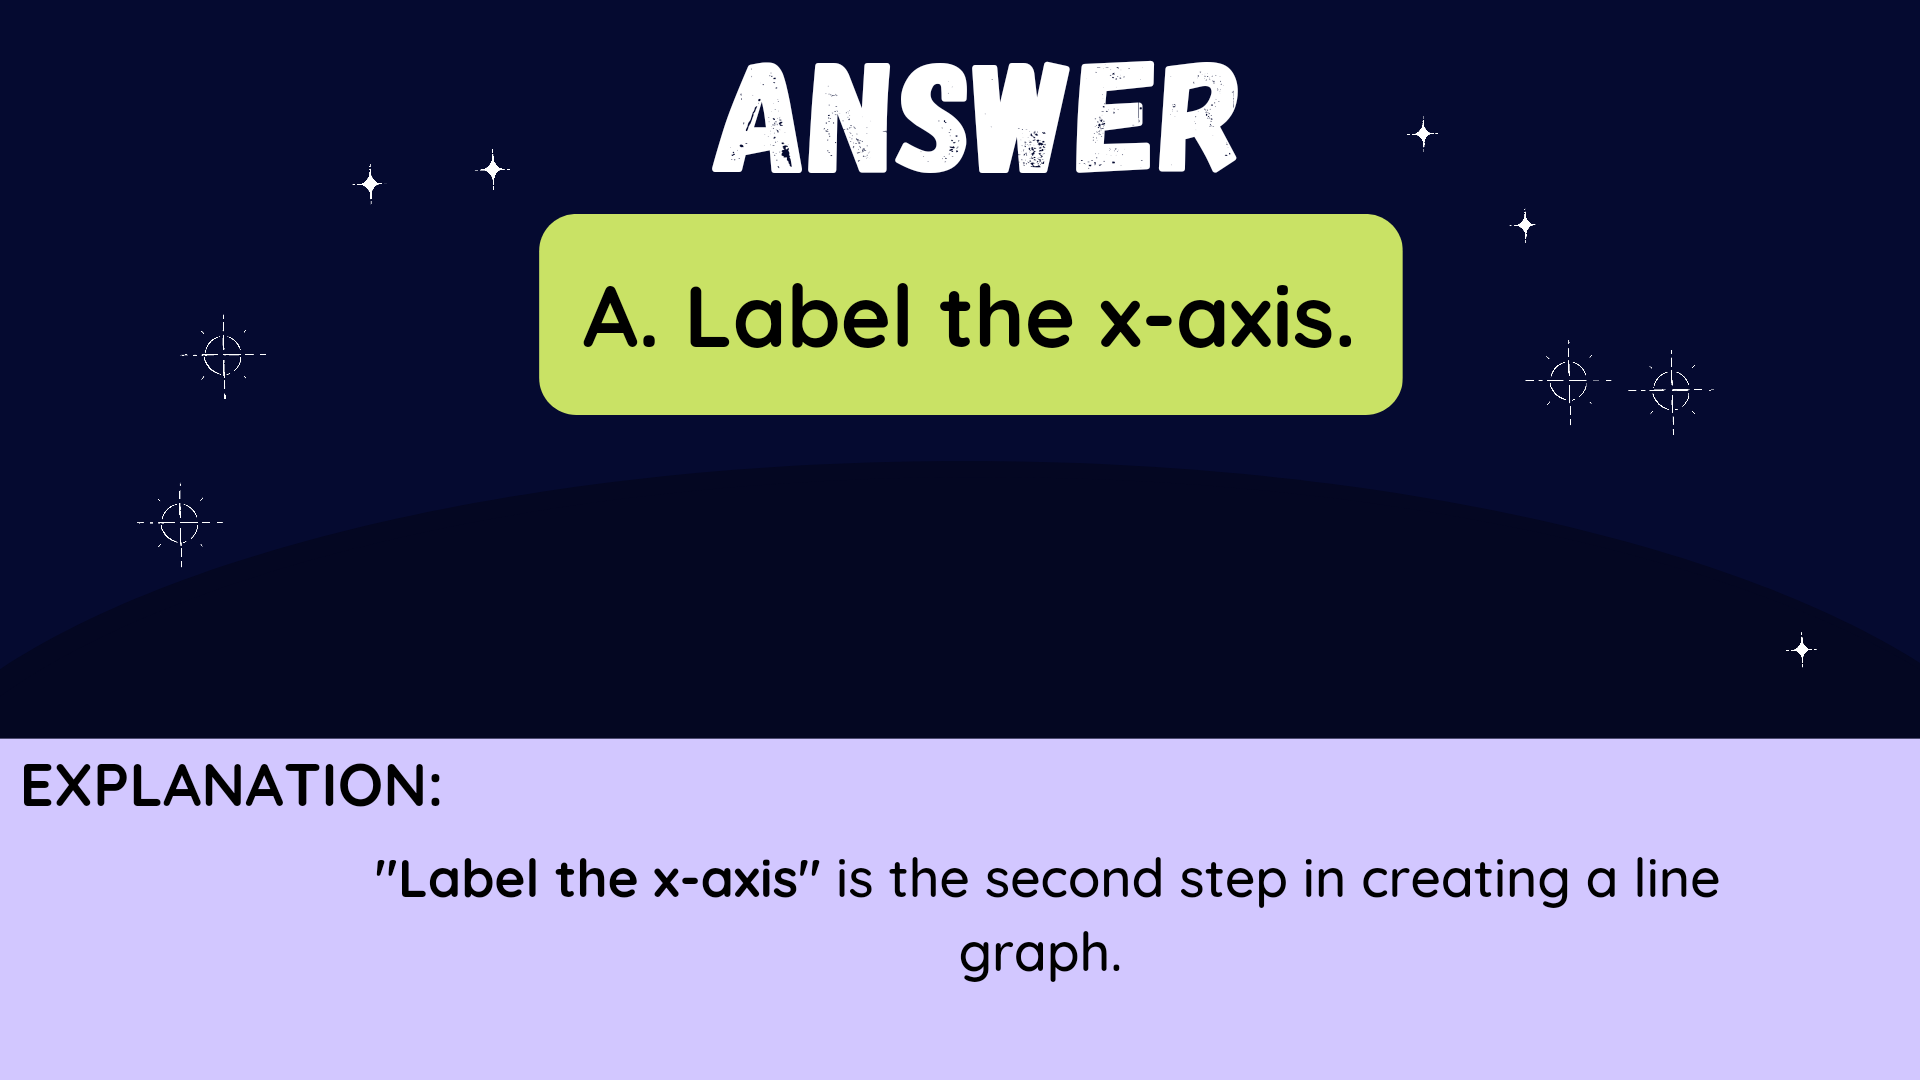 ANSWER
A. Label the x-axis.
EXPLANATION:
"Label the x-axis" is the second step in creating a line
graph.